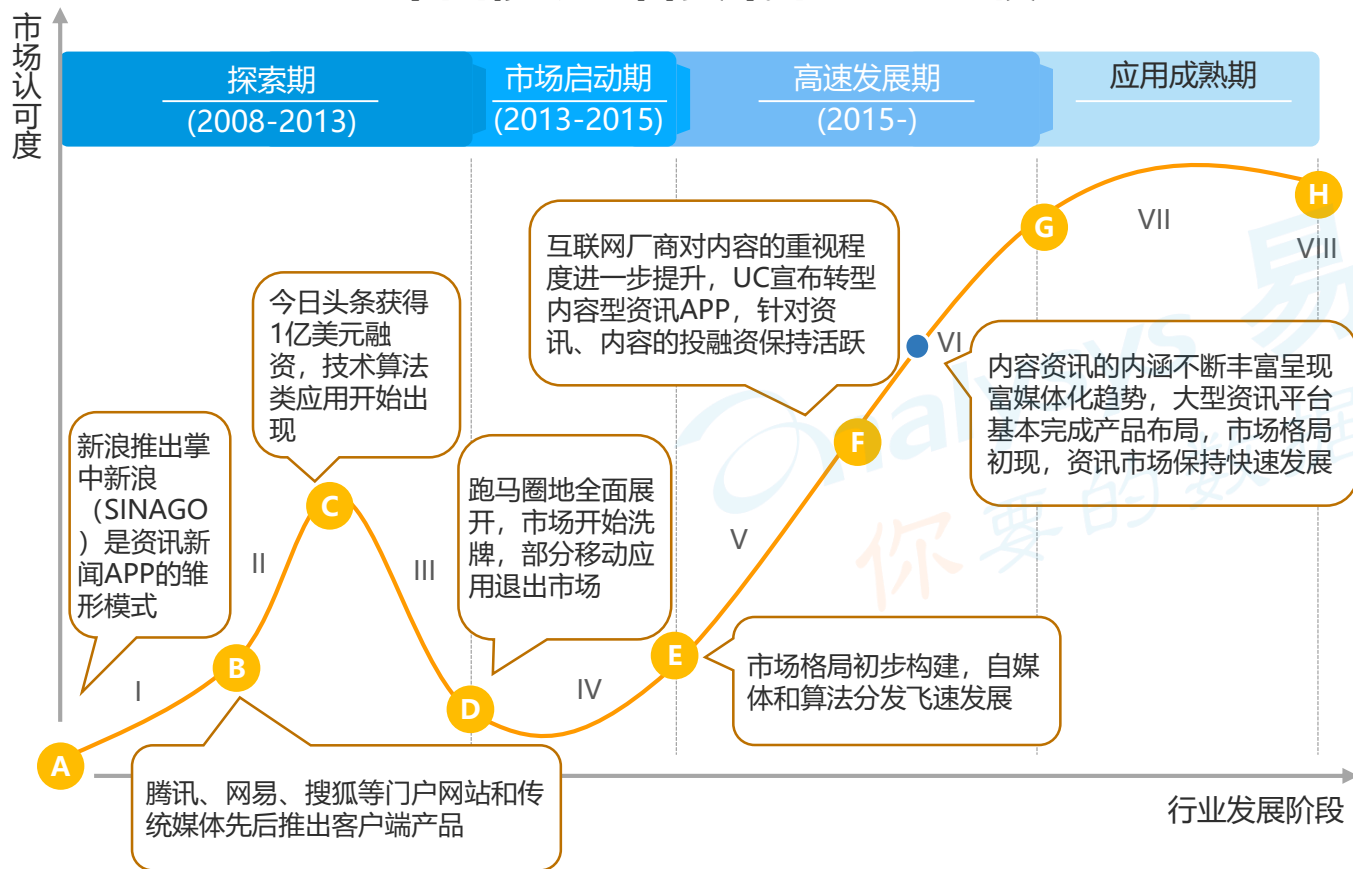 市场认可度
探索期
(2008-2013)
市场启动期
(2013-2015)
高速发展期
(2015-)
应用成熟期
新浪推出掌
中新浪
（SINAGO
）是资讯新
闻APP的雏
形模式
今日头条获得
1亿美元融
资，技术算法
类应用开始出
现
跑马圈地全面展
开，市场开始洗
牌，部分移动应
用退出市场
互联网厂商对内容的重视程
度进一步提升，UC宣布转型
内容型资讯APP，针对资
讯、内容的投融资保持活跃
内容资讯的内涵不断丰富呈现
富媒体化趋势，大型资讯平台
基本完成产品布局，市场格局
初现，资讯市场保持快速发展
市场格局初步构建，自媒
体和算法分发飞速发展
腾讯、网易、搜狐等门户网站和传
统媒体先后推出客户端产品
A
I
B
II
C
III
D
IV
E
V
F
VI
G
VII
H
VIII
行业发展阶段
nalysys 易
你要的数据